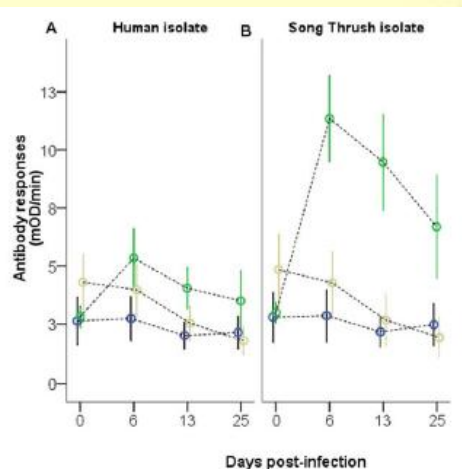 A Human isolate B Song Thrush isolate
Antibody responses
(mOD/min)
13
10
8
5
3
0
0 6 13 25 0 6 13 25
Days post-infection